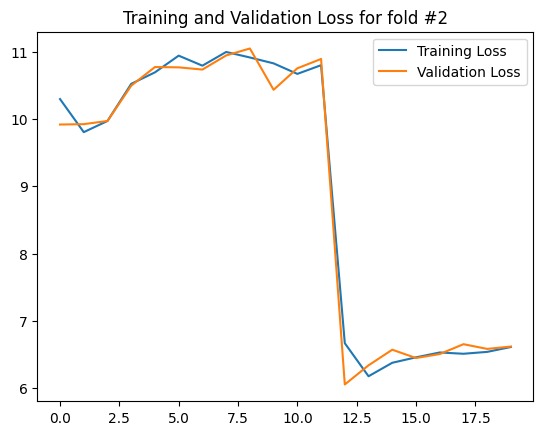 Training and Validation Loss for fold #2
Training Loss
Validation Loss
11
10
9
8
7
6
0.0 2.5 5.0 7.5 10.0 12.5 15.0 17.5